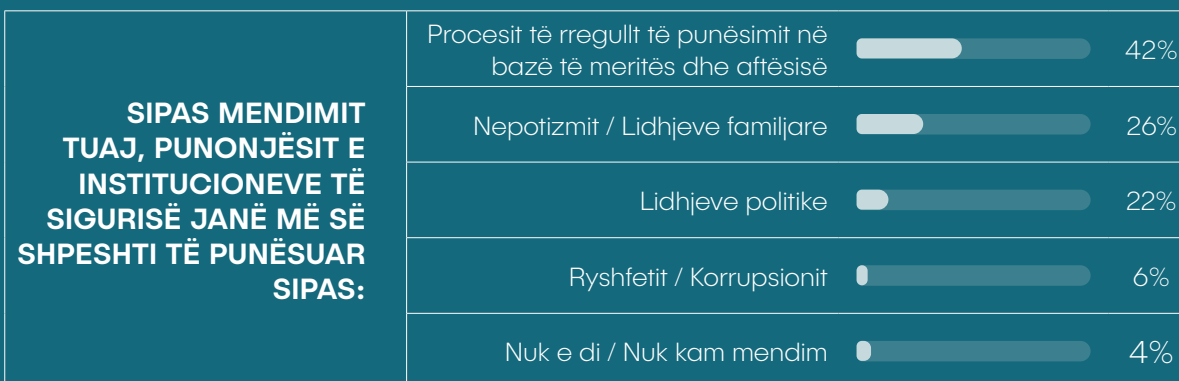 SIPAS MENDIMIT
TUAJ, PUNONJËSIT E
INSTITUCIONEVE TË
SIGURISË JANË MË SË
SHPESHTI TË PUNËSUAR
SIPAS:
Procesit të rregullt të punësimit në
bazë të meritës dhe aftësisë
42%
Nepotizmit / Lidhjeve familjare
26%
Lidhjeve politike
22%
Ryshfetit / Korrupsionit
6%
Nuk e di / Nuk kam mendim
4%